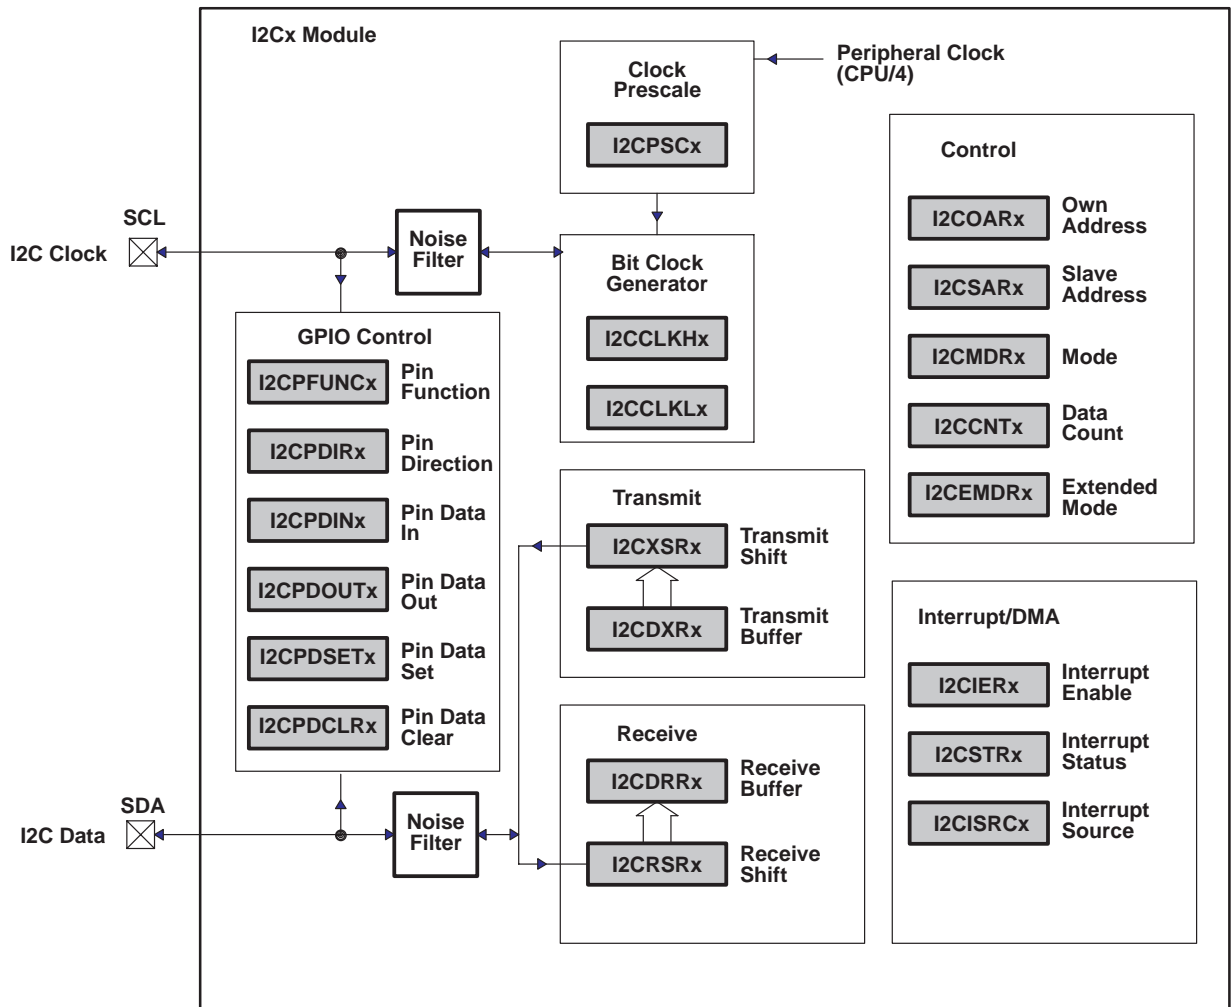 I2Cx Module
Peripheral Clock
(CPU/4)
Clock
Prescale
I2CPSCx
SCL
I2C Clock
Noise
Filter
Bit Clock
Generator
I2CCLKHx
I2CCLKLx
GPIO Control
I2CPFUNCx
Pin
Function
I2CPDIRx
Pin
Direction
I2CPDINx
Pin Data
In
I2CPDOUTx
Pin Data
Out
I2CPDSETx
Pin Data
Set
I2CPDCLRx
Pin Data
Clear
SDA
I2C Data
Noise
Filter
Transmit
I2CXSRx
Transmit
Shift
I2CDXRx
Transmit
Buffer
Receive
I2CDRRx
Receive
Buffer
I2CRSRx
Receive
Shift
Control
I2COARx
Own
Address
I2CSARx
Slave
Address
I2CMDRx
Mode
I2CCNTx
Data
Count
I2CEMDRx
Extended
Mode
Interrupt/DMA
I2CIERx
Interrupt
Enable
I2CSTRx
Interrupt
Status
I2CISRCx
Interrupt
Source